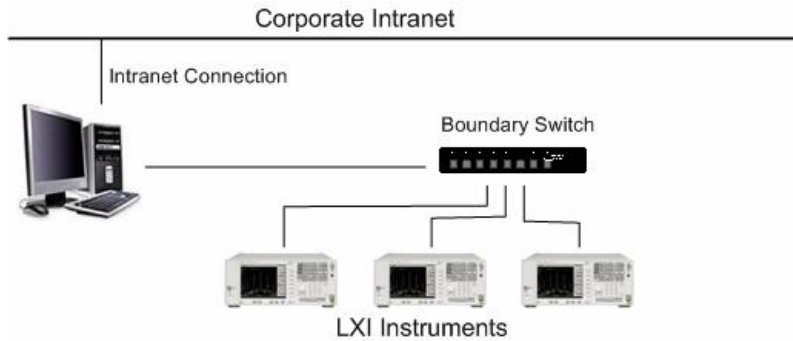 Corporate Intranet
Intranet Connection
Boundary Switch
LXI Instruments